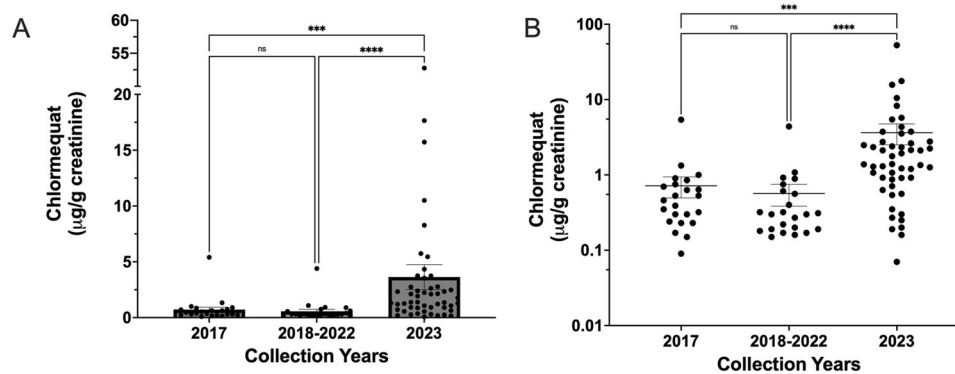 A
Chlormequat
(µg/g creatinine)
60
55
20
15
10
5
0
***
ns
****
2017
2018-2022
2023
Collection Years
B
Chlormequat
(µg/g creatinine)
100
10
1
0.1
0.01
***
ns
****
2017
2018-2022
2023
Collection Years